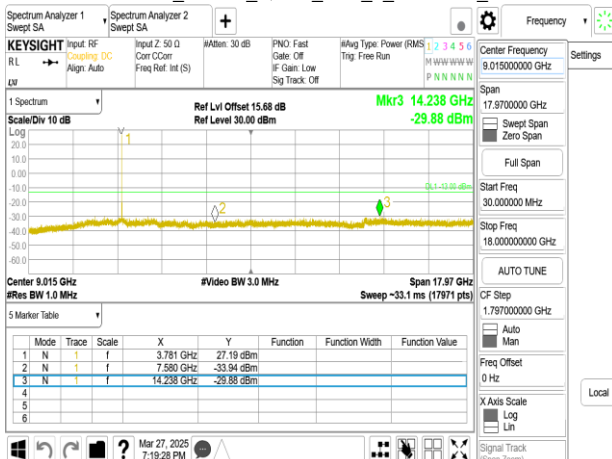 Spectrum Analyzer 1
Swept SA
Spectrum Analyzer 2
Swept SA
+
Frequency
KEYSIGHT
RL
Input: RF
Coupling: DC
Align: Auto
Input Z: 50 Ω
Corr CCorr
Freq Ref: Int (S)
#Atten: 30 dB
PNO: Fast
Gate: Off
IF Gain: Low
Sig Track: Off
#Avg Type: Power (RMS
Trig: Free Run
1 2 3 4 5 6
M W W W W W
P N N N N N
1 Spectrum
Scale/Div 10 dB
Ref Lvl Offset 15.68 dB
Ref Level 30.00 dBm
Mkr3 14.238 GHz
-29.88 dBm
Log
20.0
10.0
0.00
-10.0
-20.0
-30.0
-40.0
-50.0
-60.0
1
2
3
DL1 -13.00 dBm
Center 9.015 GHz
#Res BW 1.0 MHz
#Video BW 3.0 MHz
Span 17.97 GHz
Sweep ~33.1 ms (17971 pts)
5 Marker Table
Mode Trace Scale X Y Function Function Width Function Value
1 N 1 f 3.781 GHz 27.19 dBm
2 N 1 f 7.580 GHz -33.94 dBm
3 N 1 f 14.238 GHz -29.88 dBm
4
5
6
?
Mar 27, 2025
7:19:28 PM
Center Frequency
9.015000000 GHz
Span
17.9700000 GHz
Swept Span
Zero Span
Full Span
Start Freq
30.000000 MHz
Stop Freq
18.000000000 GHz
AUTO TUNE
CF Step
1.797000000 GHz
Auto
Man
Freq Offset
0 Hz
X Axis Scale
Log
Lin
Signal Track
Settings
Local